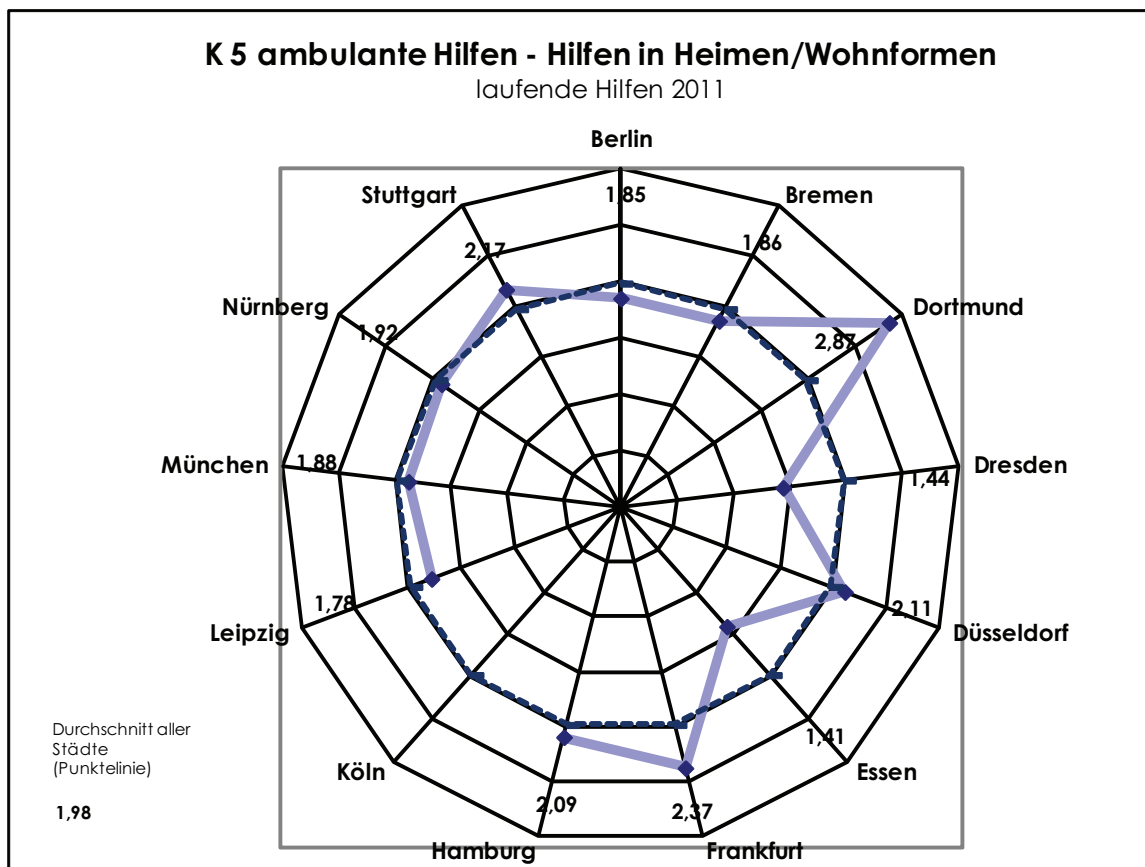 K 5 ambulante Hilfen - Hilfen in Heimen/Wohnformen
laufende Hilfen 2011
Berlin
1,85
Bremen
1,86
Dortmund
2,87
Dresden
1,44
Düsseldorf
2,11
Essen
1,41
Frankfurt
2,37
Hamburg
2,09
Köln
Leipzig
1,78
München
1,88
Nürnberg
1,92
Stuttgart
2,17
Durchschnitt aller
Städte
(Punktelinie)
1,98